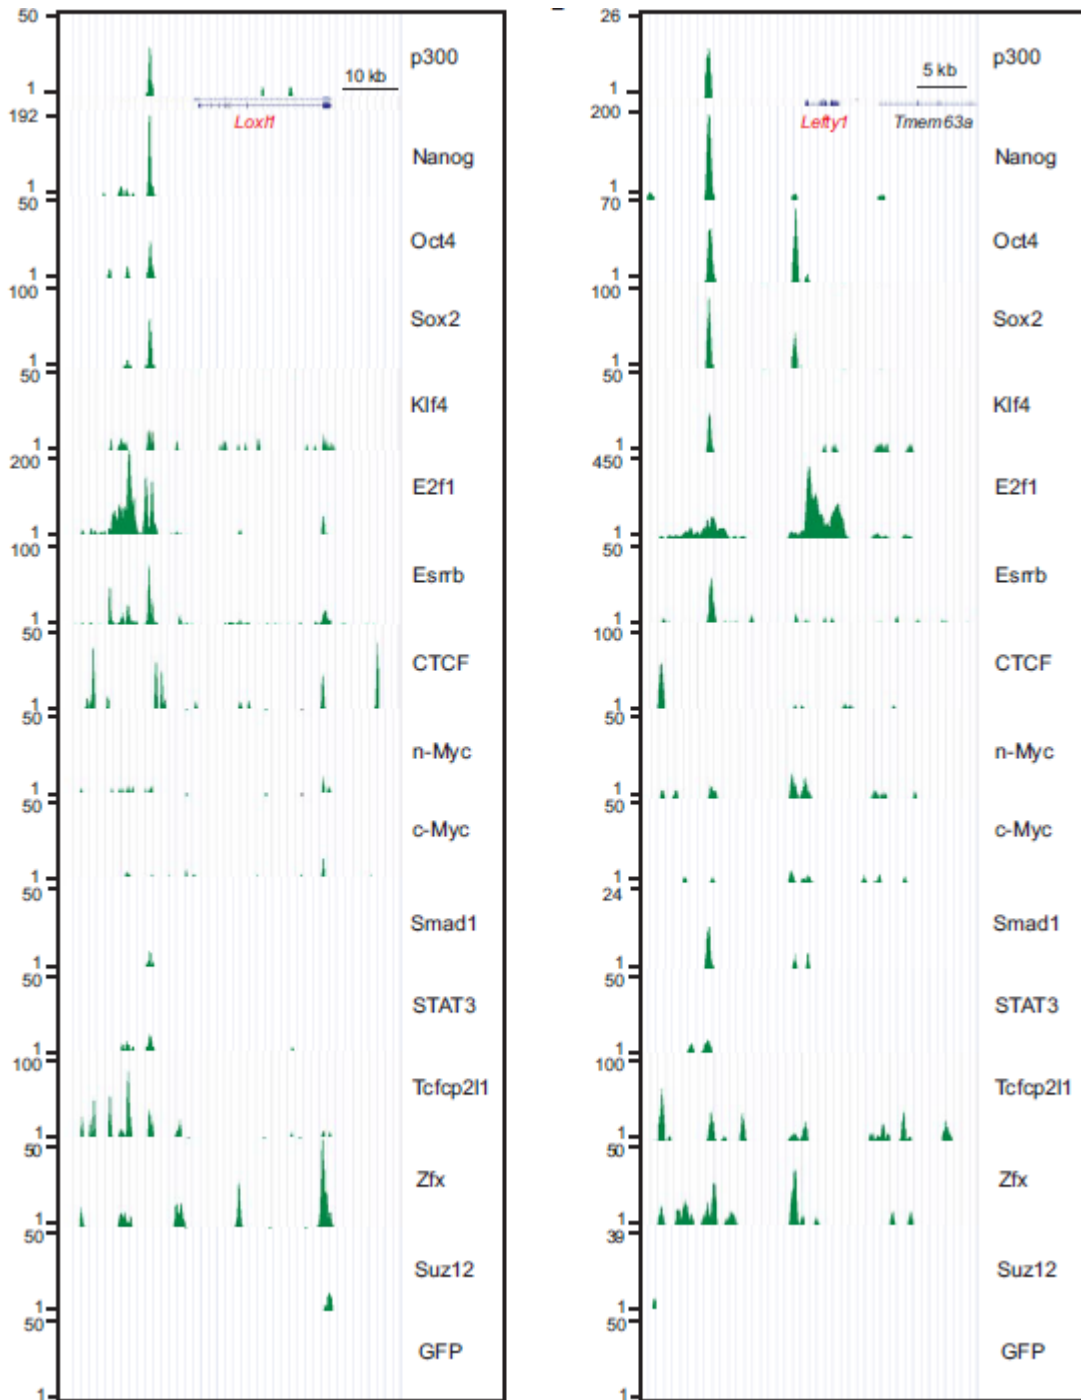 50
p300
10 kb
1
Loxl1
192
Nanog
1
50
Oct4
1
100
Sox2
1
50
Klf4
1
200
E2f1
1
100
Esrrb
1
50
CTCF
1
50
n-Myc
1
50
c-Myc
1
50
Smad1
1
50
STAT3
1
100
Tcfcp2l1
1
50
Zfx
1
50
Suz12
1
50
GFP
1
26
p300
5 kb
1
Lefty1 Tmem63a
200
Nanog
1
70
Oct4
1
100
Sox2
1
50
Klf4
1
450
E2f1
1
50
Esrrb
1
100
CTCF
1
50
n-Myc
1
50
c-Myc
1
24
Smad1
1
50
STAT3
1
100
Tcfcp2l1
1
50
Zfx
1
39
Suz12
1
50
GFP
1